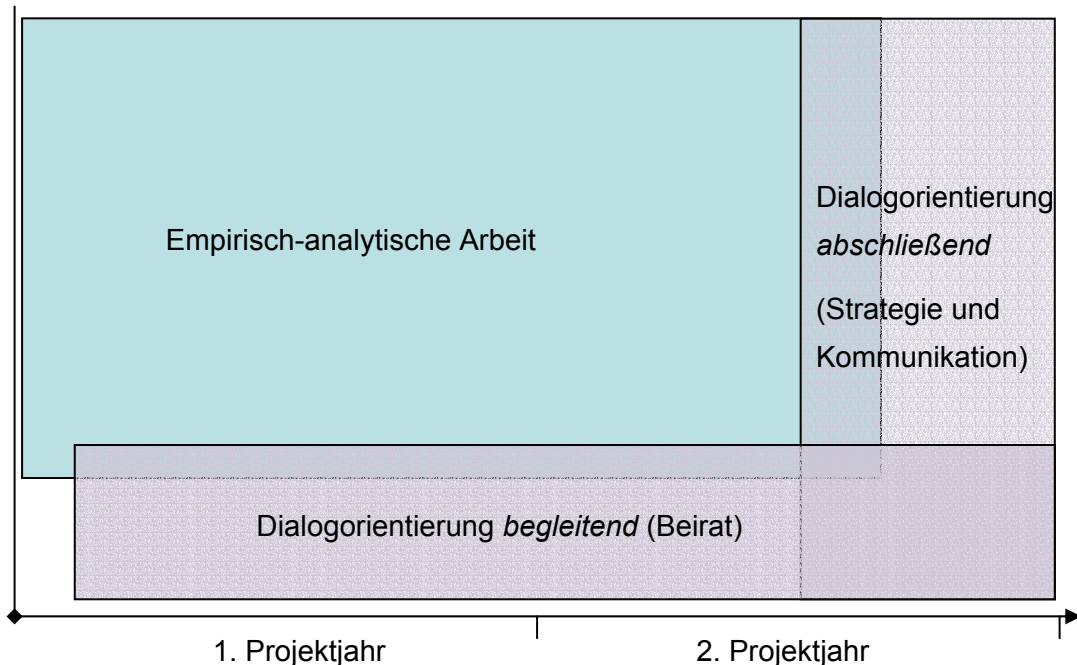 Empirisch-analytische Arbeit
Dialogorientierung
abschließend
(Strategie und
Kommunikation)
Dialogorientierung begleitend (Beirat)
1. Projektjahr
2. Projektjahr